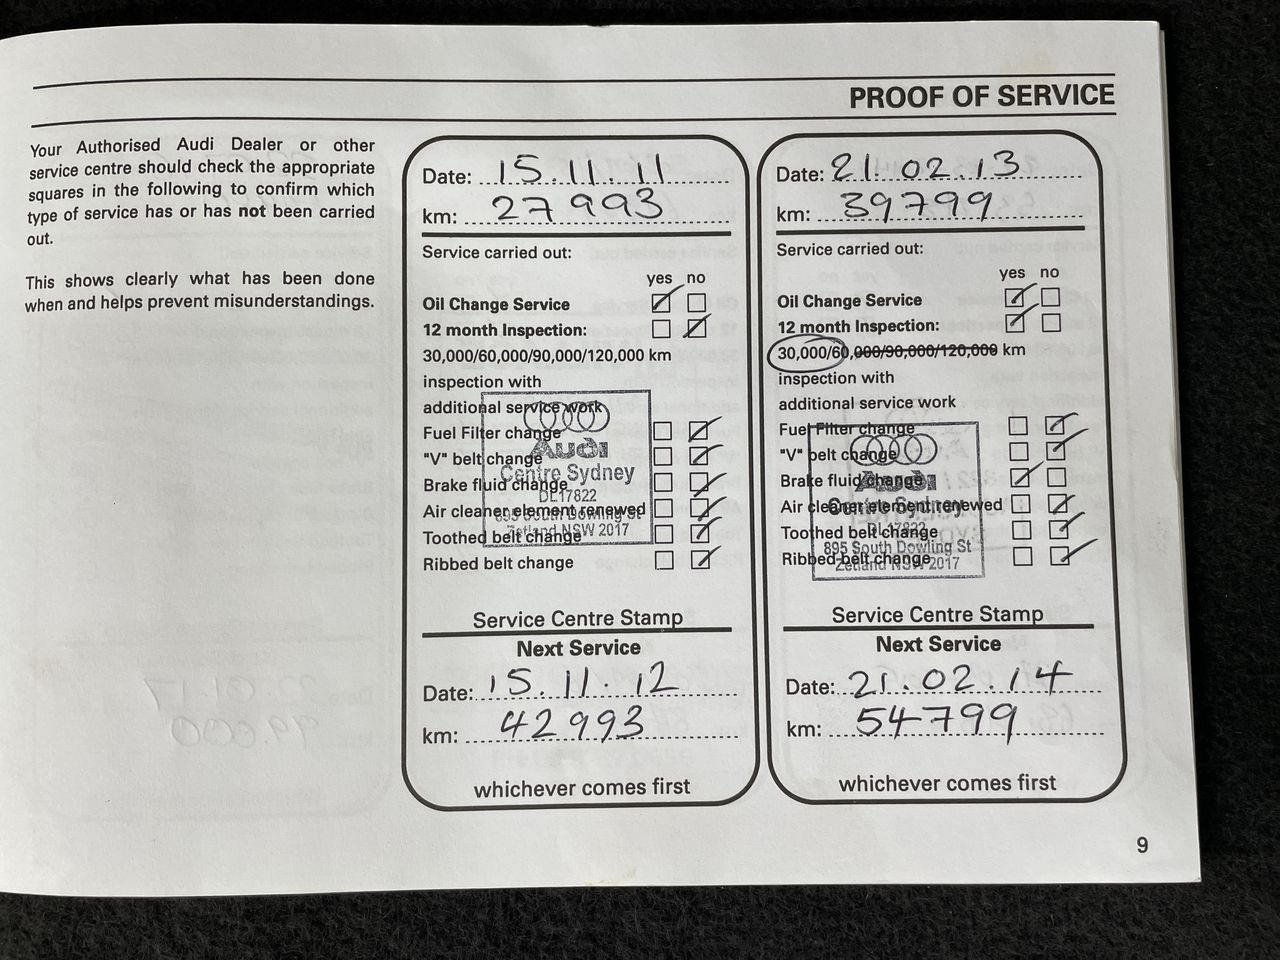 PROOF OF SERVICE
Your Authorised Audi Dealer or other
service centre should check the appropriate
squares in the following to confirm which
type of service has or has not been carried
out.
This shows clearly what has been done
when and helps prevent misunderstandings.
Date: 15.11.11
km: 27993
Service carried out:
yes no
Oil Change Service
12 month Inspection:
30,000/60,000/90,000/120,000 km
inspection with
additional service work
Fuel Filter change
"V" belt change
Brake fluid change
Air cleaner element renewed
Toothed belt change
Ribbed belt change
Audi
Centre Sydney
DL17822
895 South Dowling St
Zetland NSW 2017
Service Centre Stamp
Next Service
Date: 15.11.12
km: 42993
whichever comes first
Date: 21.02.13
km: 39799
Service carried out:
yes no
Oil Change Service
12 month Inspection:
30,000/60,000/90,000/120,000 km
inspection with
additional service work
Fuel Filter change
"V" belt change
Brake fluid change
Air cleaner element renewed
Toothed belt change
Ribbed belt change
Audi
Centre Sydney
DL17822
895 South Dowling St
Zetland NSW 2017
Service Centre Stamp
Next Service
Date: 21.02.14
km: 54799
whichever comes first
9